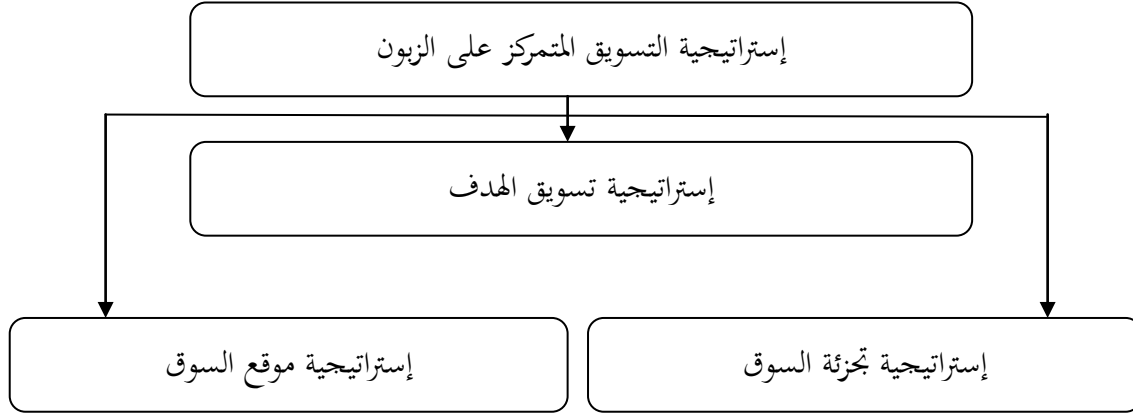 إستراتيجية التسويق المتمركز على الزبون
إستراتيجية تسويق الهدف
إستراتيجية تجزئة السوق
إستراتيجية موقع السوق